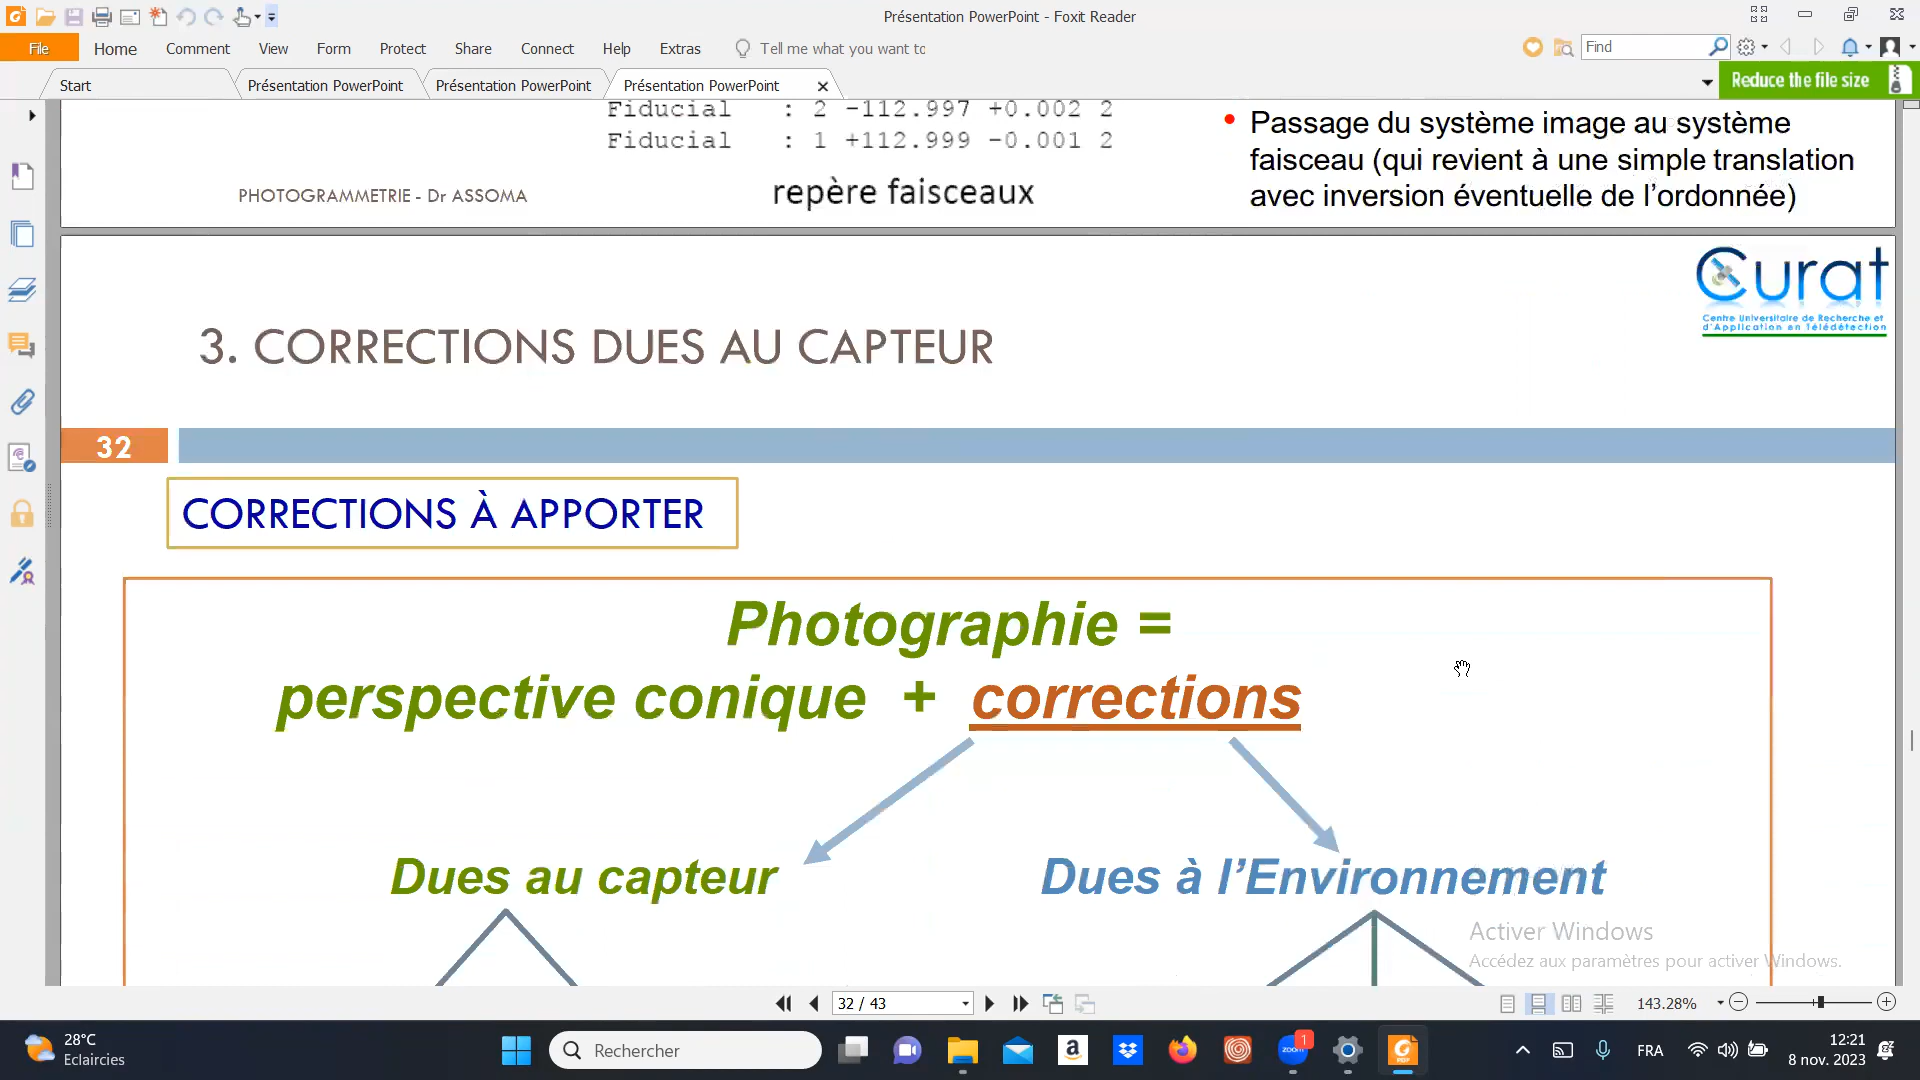 Présentation PowerPoint - Foxit Reader
File Home Comment View Form Protect Share Connect Help Extras Tell me what you want to Find
Start Présentation PowerPoint Présentation PowerPoint Présentation PowerPoint Reduce the file size
Fiducial : 2 -112.997 +0.002 2
Fiducial : 1 +112.999 -0.001 2
PHOTOGRAMMETRIE - Dr ASSOMA
repère faisceaux
• Passage du système image au système
faisceau (qui revient à une simple translation
avec inversion éventuelle de l’ordonnée)
Curat
Centre Universitaire de Recherche et
d'Application en Télédétection
3. CORRECTIONS DUES AU CAPTEUR
32
CORRECTIONS À APPORTER
Photographie =
perspective conique + corrections
Dues au capteur
Dues à l’Environnement
Activer Windows
Accédez aux paramètres pour activer Windows.
32 / 43
143.28%
28°C
Eclaircies
Rechercher
zoom
1
FRA
12:21
8 nov. 2023